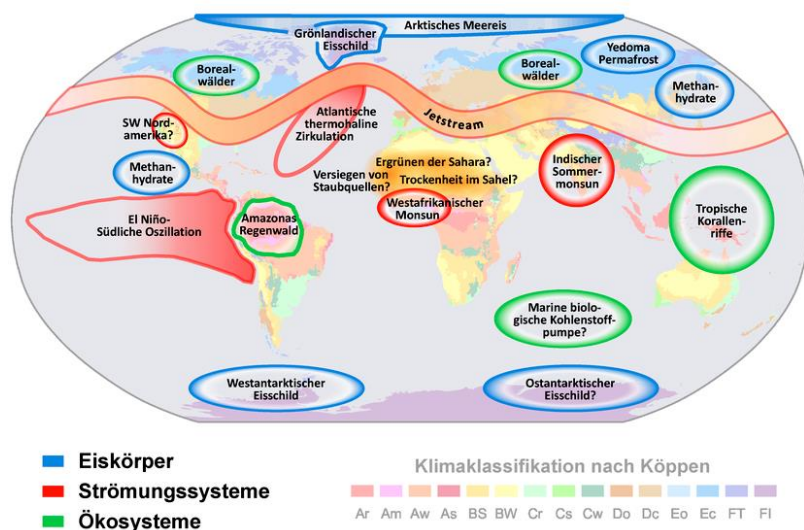 Arktisches Meereis
Grönlandischer
Eisschild
Boreal-
wälder
Boreal-
wälder
Yedoma
Permafrost
Methan-
hydrate
SW Nord-
amerika?
Atlantische
thermohaline
Zirkulation
Jetstream
Methan-
hydrate
Ergrünen der Sahara?
Versiegen von
Staubquellen?
Trockenheit im Sahel?
Indischer
Sommer-
monsun
Westafrikanischer
Monsun
El Niño-
Südliche Oszillation
Amazonas
Regenwald
Tropische
Korallen-
riffe
Marine biolo-
gische Kohlenstoff-
pumpe?
Westantarktischer
Eisschild
Ostantarktischer
Eisschild?
Eiskörper
Strömungssysteme
Ökosysteme
Klimaklassifikation nach Köppen
Ar Am Aw As BS BW Cr Cs Cw Do Dc Eo Ec FT FI